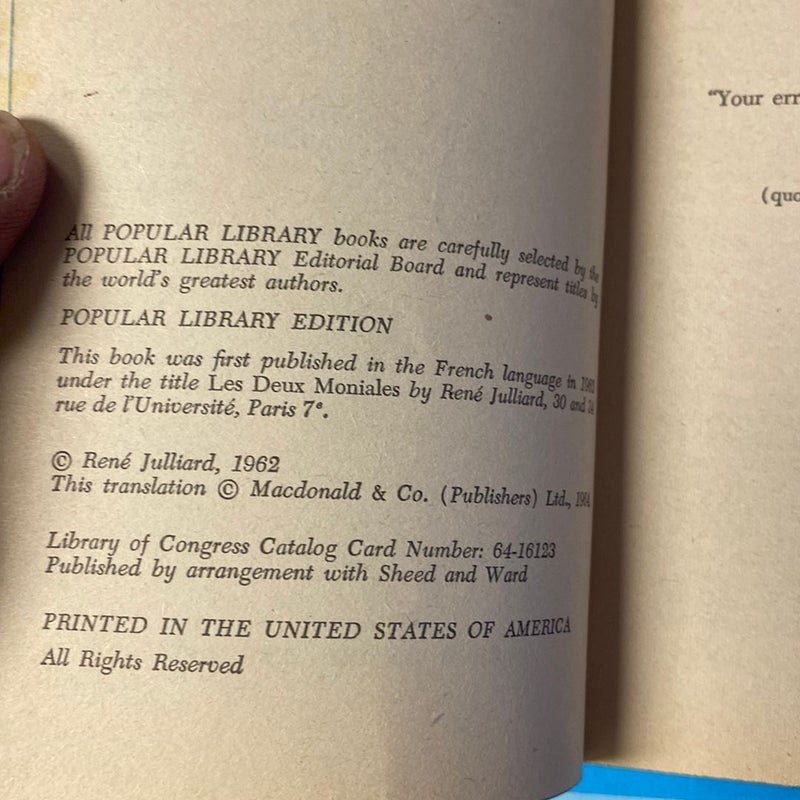 All POPULAR LIBRARY books are carefully selected by the
POPULAR LIBRARY Editorial Board and represent titles by
the world's greatest authors.
POPULAR LIBRARY EDITION
This book was first published in the French language in
under the title Les Deux Moniales by René Julliard, 30 and
rue de l'Université, Paris 7e.
© René Julliard, 1962
This translation © Macdonald & Co. (Publishers) Ltd.,
Library of Congress Catalog Card Number: 64-16123
Published by arrangement with Sheed and Ward
PRINTED IN THE UNITED STATES OF AMERICA
All Rights Reserved
"Your